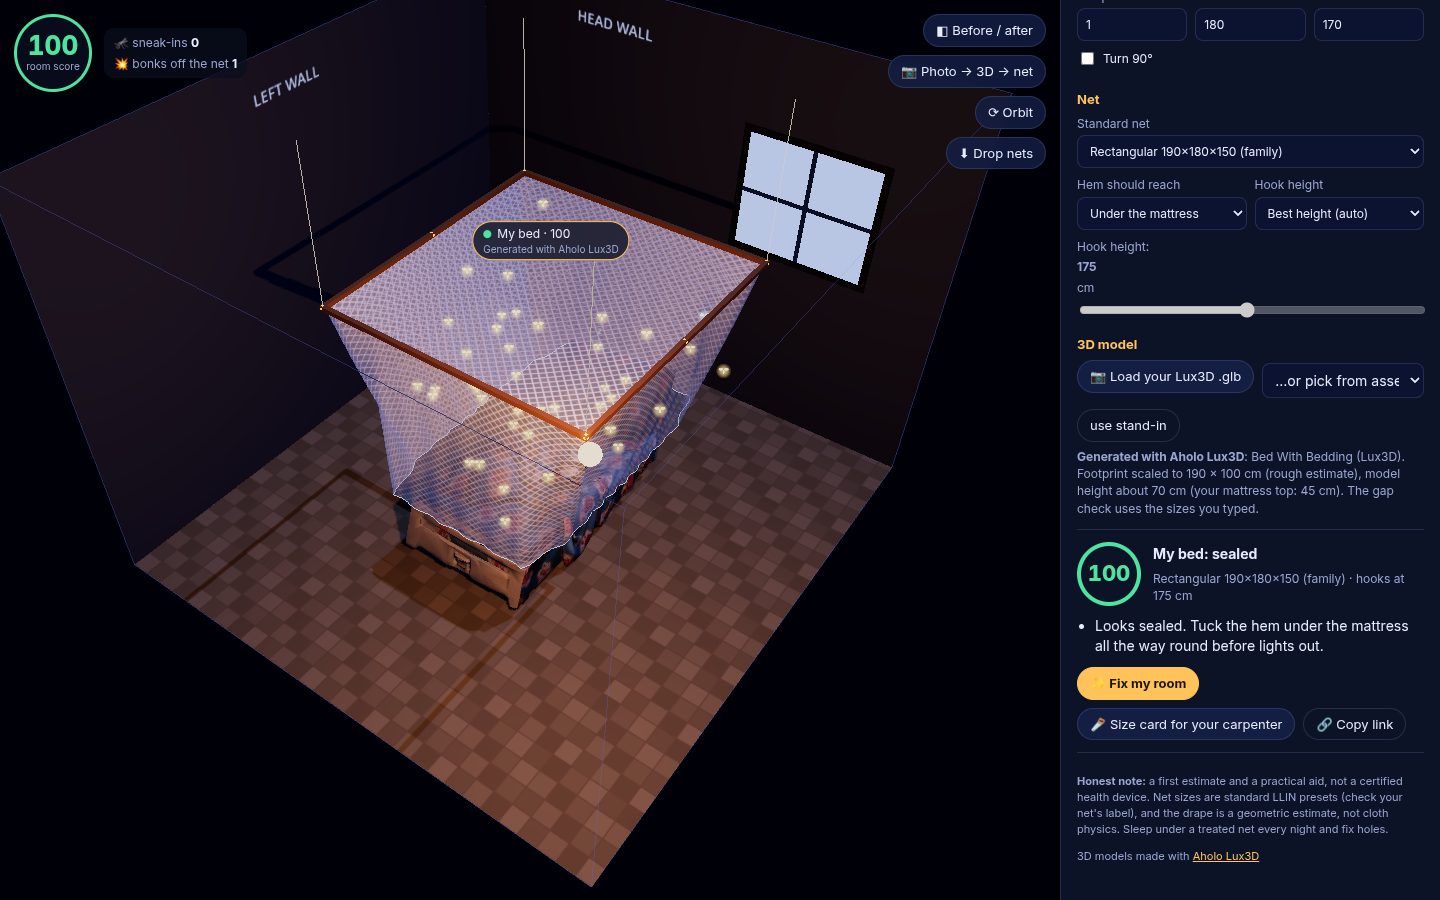 100
room score
🦟 sneak-ins 0
💥 bonks off the net 1
LEFT WALL
HEAD WALL
◧ Before / after
📷 Photo → 3D → net
⟳ Orbit
⬇ Drop nets
My bed · 100
Generated with Aholo Lux3D
1
180
170
Turn 90°
Net
Standard net
Rectangular 190×180×150 (family)
Hem should reach
Hook height
Under the mattress
Best height (auto)
Hook height:
175
cm
3D model
📷 Load your Lux3D .glb
...or pick from asse
use stand-in
Generated with Aholo Lux3D: Bed With Bedding (Lux3D).
Footprint scaled to 190 × 100 cm (rough estimate), model
height about 70 cm (your mattress top: 45 cm). The gap
check uses the sizes you typed.
100
My bed: sealed
Rectangular 190×180×150 (family) · hooks at
175 cm
• Looks sealed. Tuck the hem under the mattress
all the way round before lights out.
✨ Fix my room
🪚 Size card for your carpenter
🔗 Copy link
Honest note: a first estimate and a practical aid, not a certified
health device. Net sizes are standard LLIN presets (check your
net's label), and the drape is a geometric estimate, not cloth
physics. Sleep under a treated net every night and fix holes.
3D models made with Aholo Lux3D